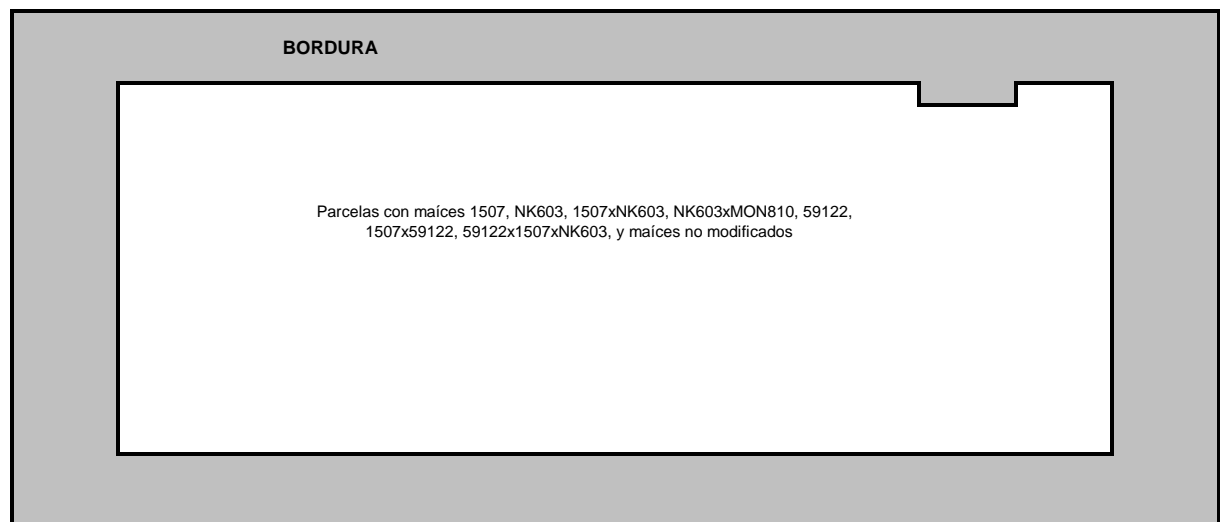 BORDURA
Parcelas con maíces 1507, NK603, 1507xNK603, NK603xMON810, 59122,
1507x59122, 59122x1507xNK603, y maíces no modificados